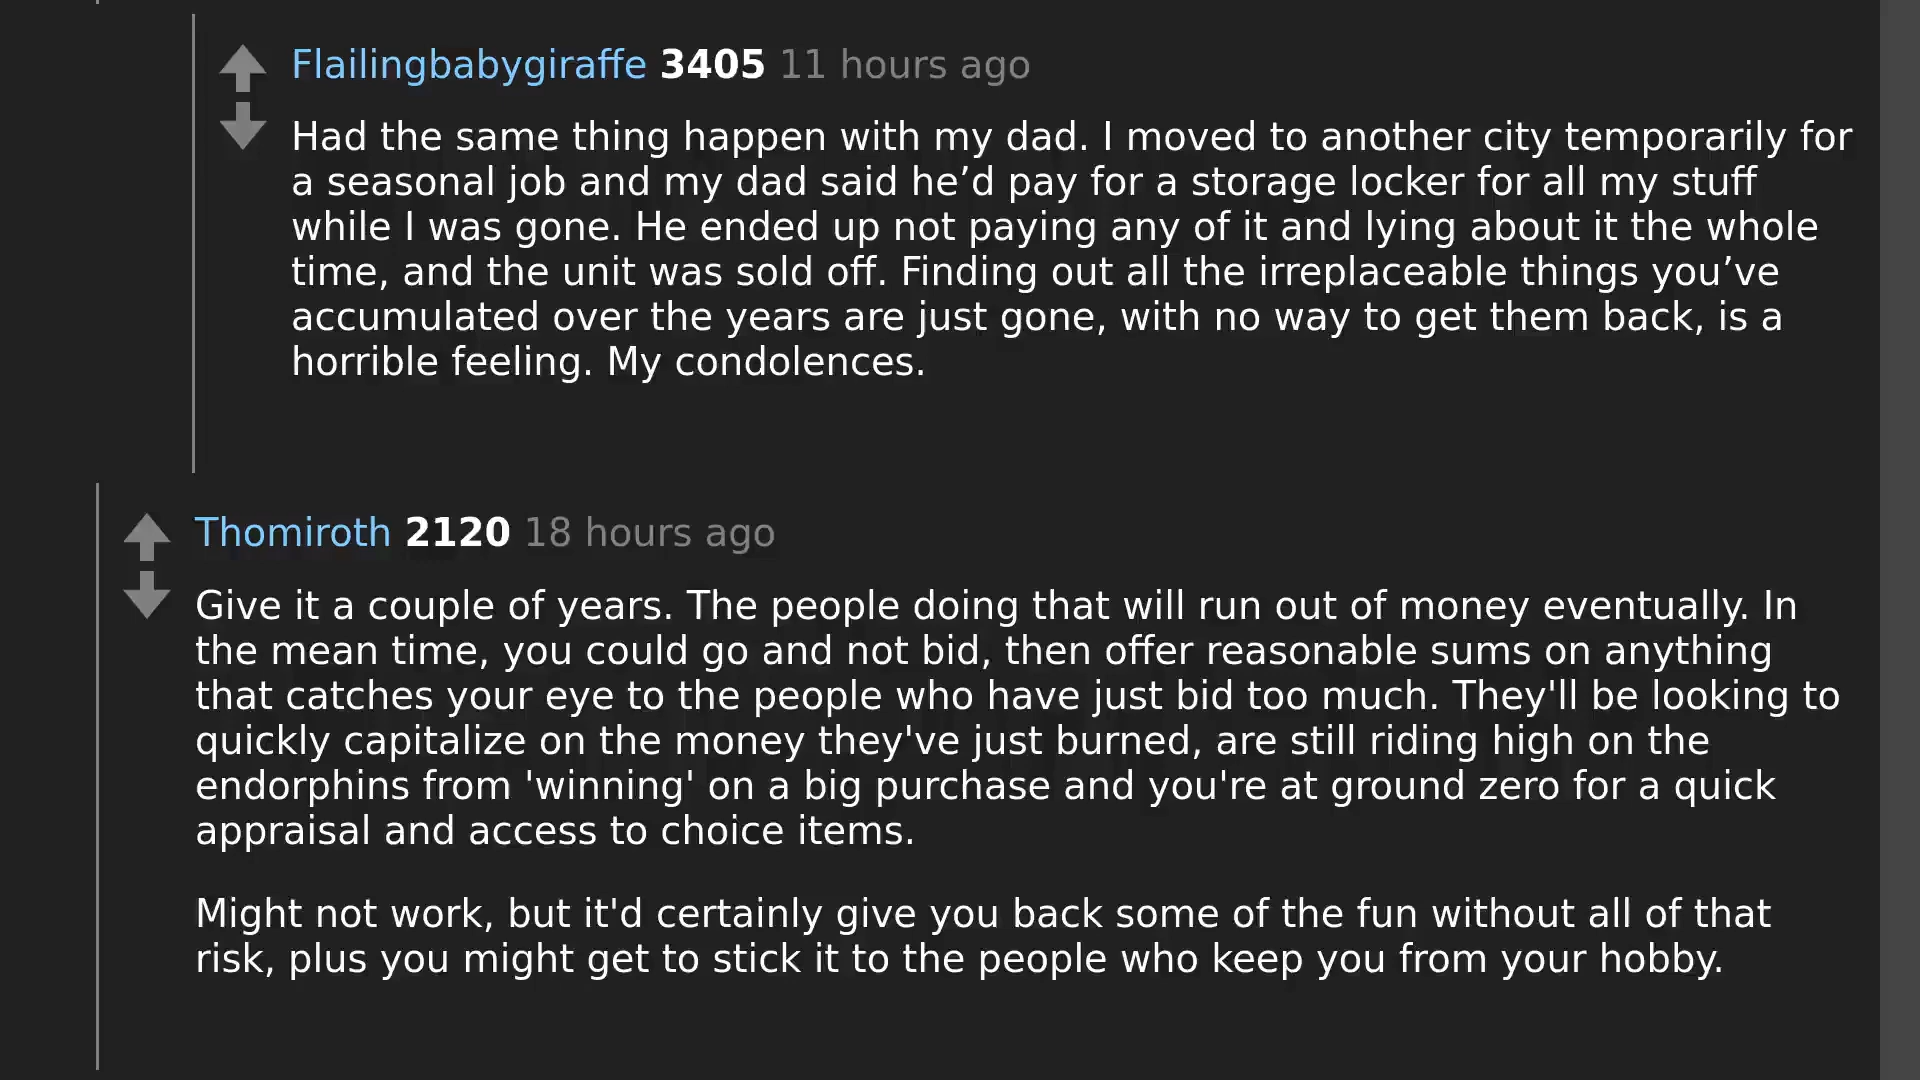 Flailingbabygiraffe 3405 11 hours ago
Had the same thing happen with my dad. I moved to another city temporarily for
a seasonal job and my dad said he’d pay for a storage locker for all my stuff
while I was gone. He ended up not paying any of it and lying about it the whole
time, and the unit was sold off. Finding out all the irreplaceable things you’ve
accumulated over the years are just gone, with no way to get them back, is a
horrible feeling. My condolences.
Thomiroth 2120 18 hours ago
Give it a couple of years. The people doing that will run out of money eventually. In
the mean time, you could go and not bid, then offer reasonable sums on anything
that catches your eye to the people who have just bid too much. They'll be looking to
quickly capitalize on the money they've just burned, are still riding high on the
endorphins from 'winning' on a big purchase and you're at ground zero for a quick
appraisal and access to choice items.
Might not work, but it'd certainly give you back some of the fun without all of that
risk, plus you might get to stick it to the people who keep you from your hobby.